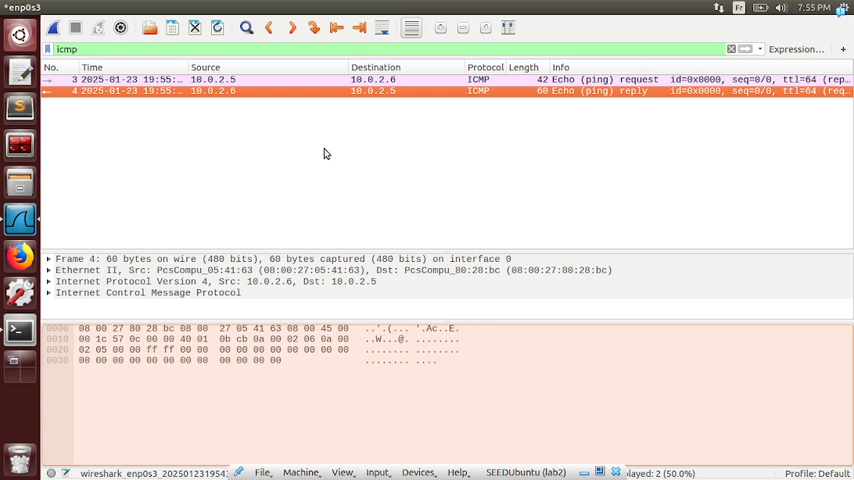 *enp0s3 Fr 7:55 PM
icmp Expression… +
No. Time Source Destination Protocol Length Info
3 2025-01-23 19:55:… 10.0.2.5 10.0.2.6 ICMP 42 Echo (ping) request id=0x0000, seq=0/0, ttl=64 (rep…
4 2025-01-23 19:55:… 10.0.2.6 10.0.2.5 ICMP 60 Echo (ping) reply id=0x0000, seq=0/0, ttl=64 (req…
Frame 4: 60 bytes on wire (480 bits), 60 bytes captured (480 bits) on interface 0
Ethernet II, Src: PcsCompu_05:41:63 (08:00:27:05:41:63), Dst: PcsCompu_80:28:bc (08:00:27:80:28:bc)
Internet Protocol Version 4, Src: 10.0.2.6, Dst: 10.0.2.5
Internet Control Message Protocol
0000 08 00 27 80 28 bc 08 00 27 05 41 63 08 00 45 00 ..'.(... '.Ac..E.
0010 00 1c 57 0c 00 00 40 01 0b cb 0a 00 02 06 0a 00 ..W...@. ........
0020 02 05 00 00 ff ff 00 00 00 00 00 00 00 00 00 00 ........ ........
0030 00 00 00 00 00 00 00 00 00 00 00 00 ........ ....
wireshark_enp0s3_202501231954 File Machine View Input Devices Help SEEDUbuntu (lab2) layed: 2 (50.0%) Profile: Default